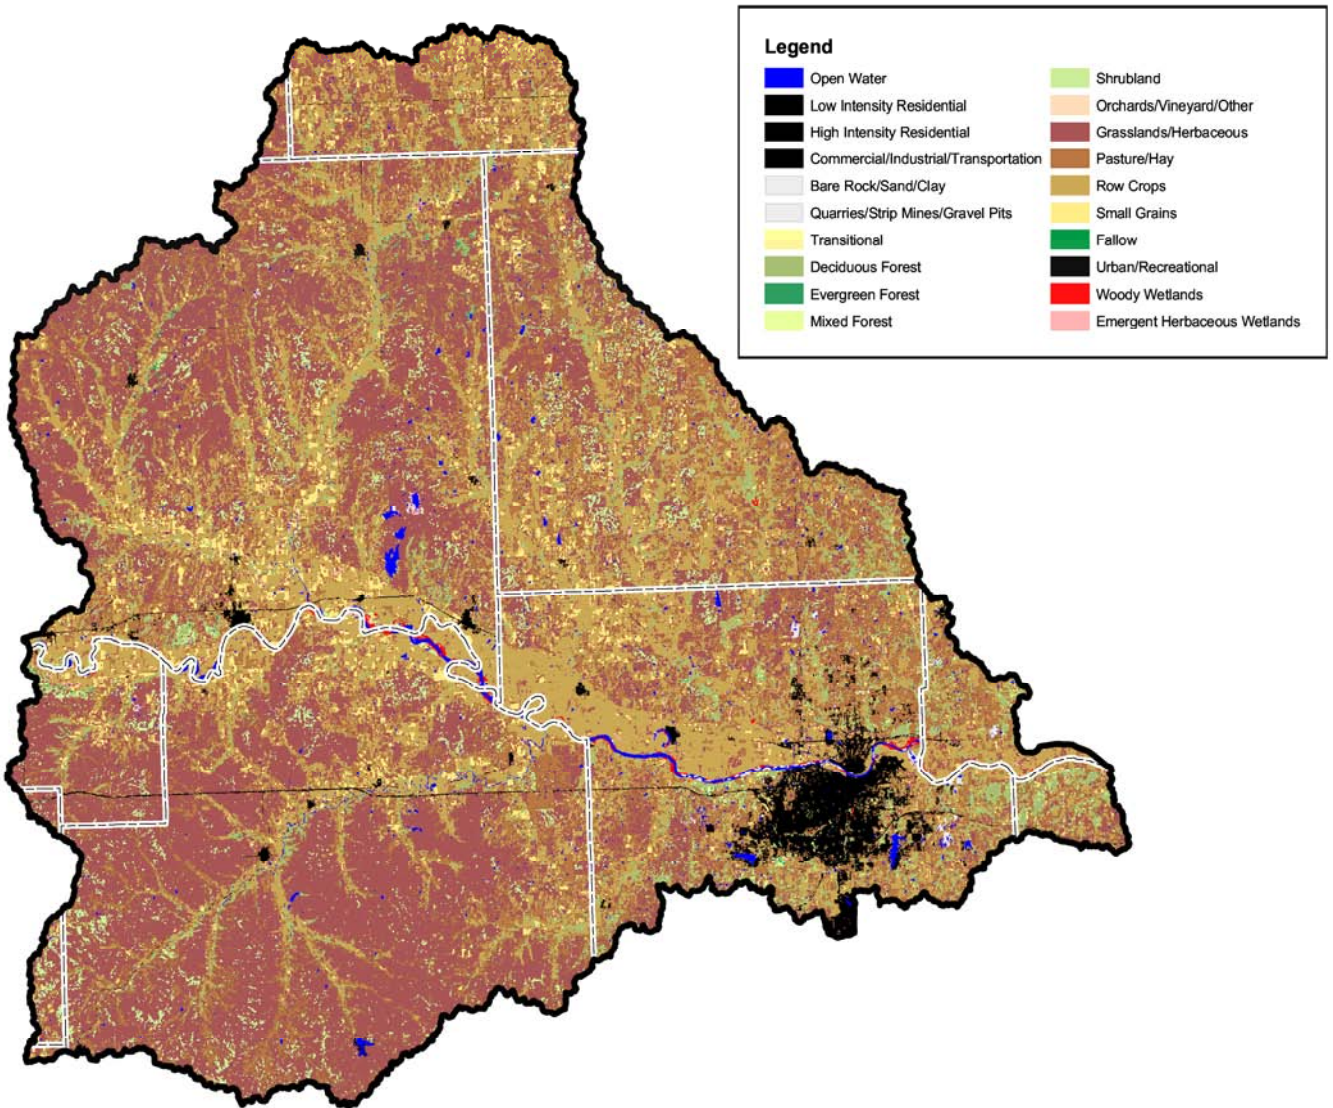 Legend
Open Water
Low Intensity Residential
High Intensity Residential
Commercial/Industrial/Transportation
Bare Rock/Sand/Clay
Quarries/Strip Mines/Gravel Pits
Transitional
Deciduous Forest
Evergreen Forest
Mixed Forest
Shrubland
Orchards/Vineyard/Other
Grasslands/Herbaceous
Pasture/Hay
Row Crops
Small Grains
Fallow
Urban/Recreational
Woody Wetlands
Emergent Herbaceous Wetlands